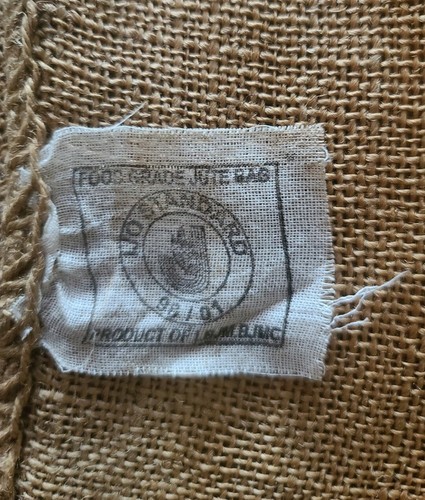 FOOD GRADE JUTE BAG
IJO STANDARD
98/01
PRODUCT OF